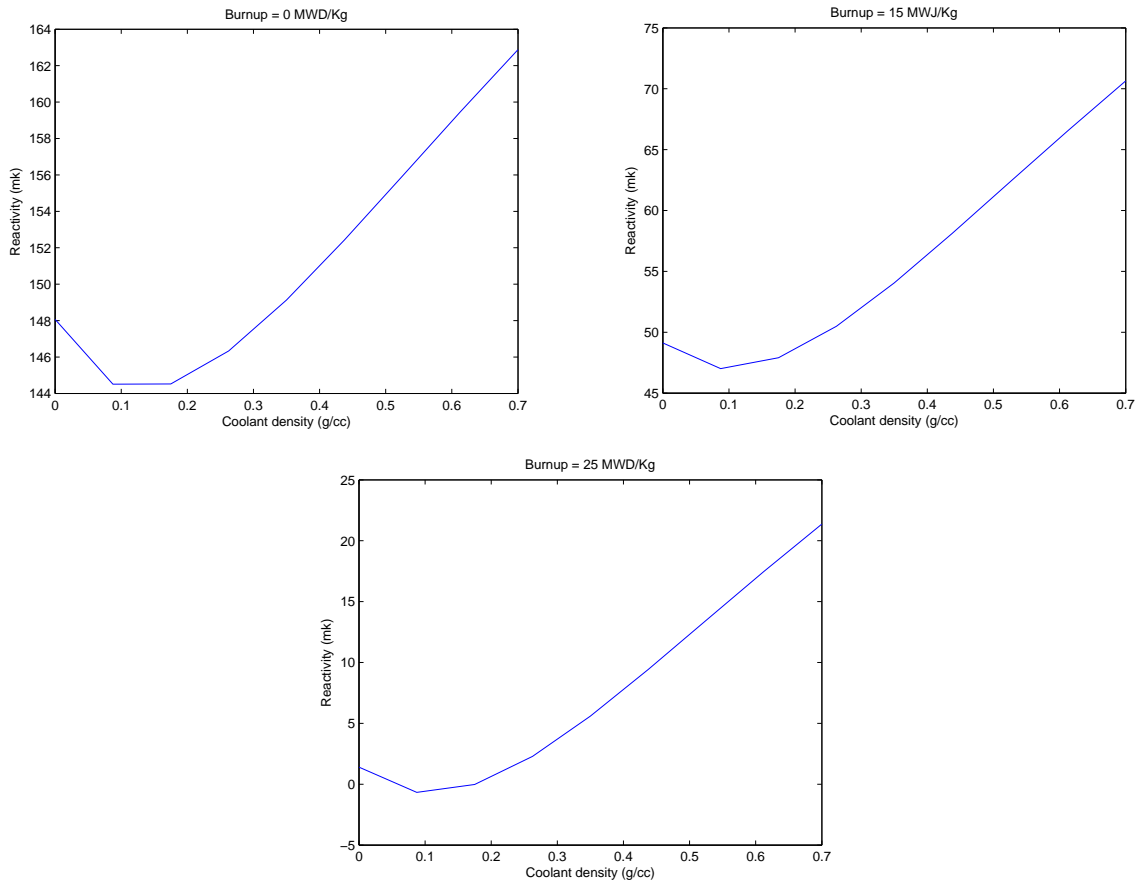 Burnup = 0 MWD/Kg
164
162
160
158
156
154
152
150
148
146
144
Reactivity (mk)
0 0.1 0.2 0.3 0.4 0.5 0.6 0.7
Coolant density (g/cc)
Burnup = 15 MWJ/Kg
75
70
65
60
55
50
45
Reactivity (mk)
0 0.1 0.2 0.3 0.4 0.5 0.6 0.7
Coolant density (g/cc)
Burnup = 25 MWD/Kg
25
20
15
10
5
0
−5
Reactivity (mk)
0 0.1 0.2 0.3 0.4 0.5 0.6 0.7
Coolant density (g/cc)